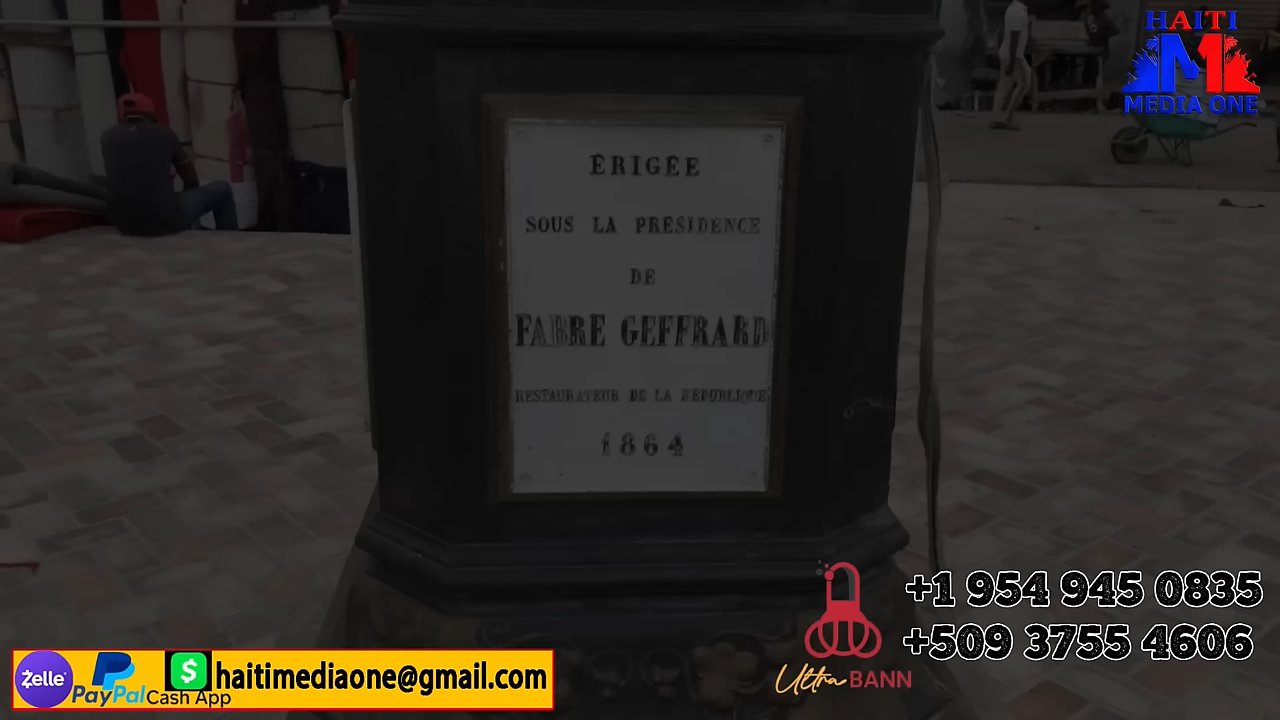 HAITI
M1
MEDIA ONE
ÉRIGÉE
SOUS LA PRÉSIDENCE
DE
FABRE GEFFRARD
RESTAURATEUR DE LA RÉPUBLIQUE
1864
+1 954 945 0835
+509 3755 4606
Ultra BANN
Zelle
PayPal
$
Cash App
haitimediaone@gmail.com